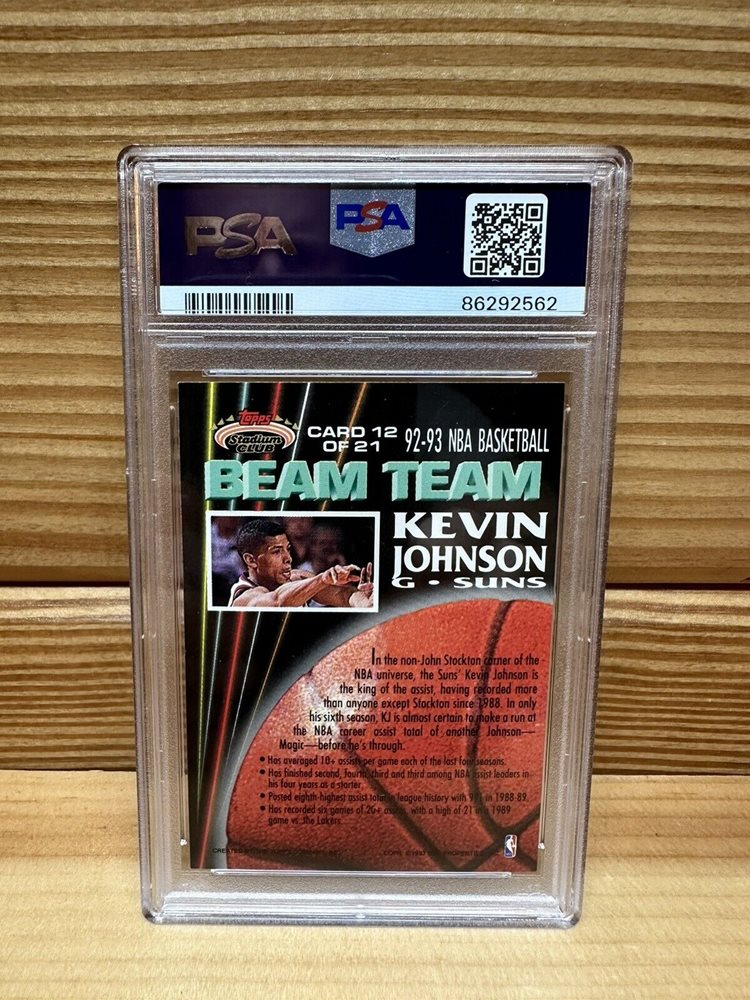 PSA
PSA
86292562
Topps
Stadium
CLUB
CARD 12
OF 21
92-93 NBA BASKETBALL
BEAM TEAM
KEVIN
JOHNSON
G • SUNS
In the non-John Stockton corner of the
NBA universe, the Suns' Kevin Johnson is
the king of the assist, having recorded more
than anyone except Stockton since 1988. In only
his sixth season, KJ is almost certain to make a run at
the NBA career assist total of another Johnson—
Magic—before he's through.
• Has averaged 10+ assists per game each of the last four seasons.
• Has finished second, fourth, third and third among NBA assist leaders in
his four years as a starter.
• Posted eighth-highest assist total in league history with in 1988-89.
• Has recorded six games of 20+ assists, with a high of 21 in a 1989
game vs. the Lakers.